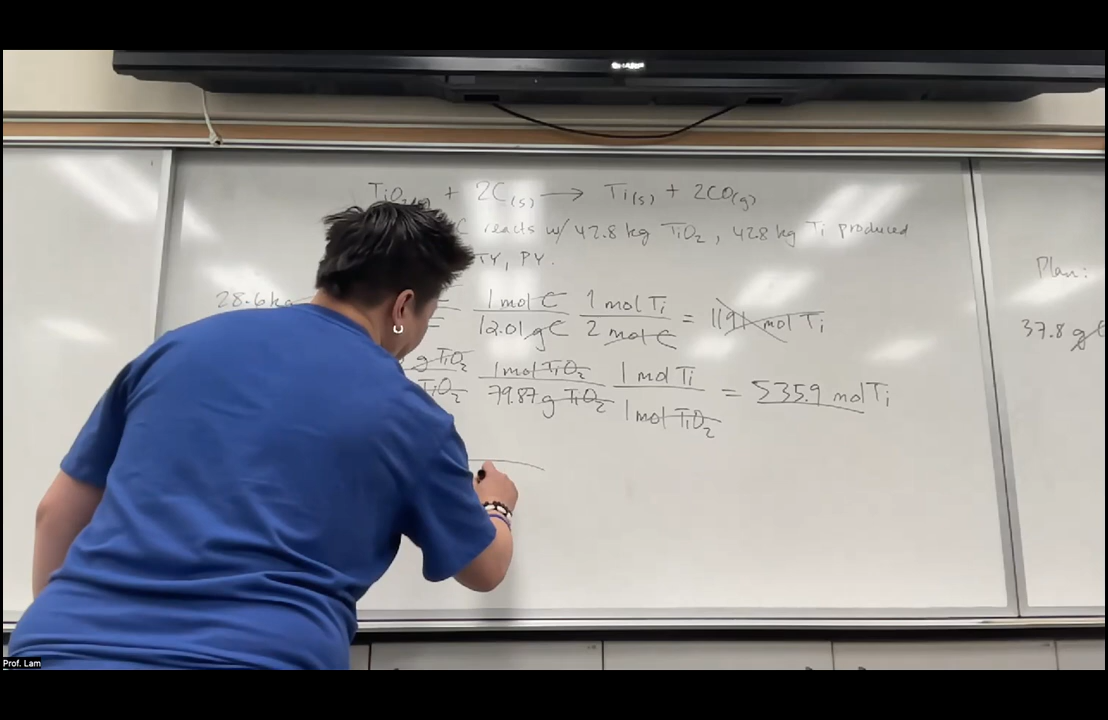 TiO₂ + 2C(s) → Ti(s) + 2CO(g)
C reacts w/ 42.8 kg TiO₂, 42.8 kg Ti produced
TY, PY.
28.6 kg 1 mol C 1 mol Ti
12.01 g C 2 mol C = 1191 mol Ti
g TiO₂ 1 mol TiO₂ 1 mol Ti
TiO₂ 79.87 g TiO₂ 1 mol TiO₂ = 535.9 mol Ti
Plan:
37.8 g C
Prof. Lam